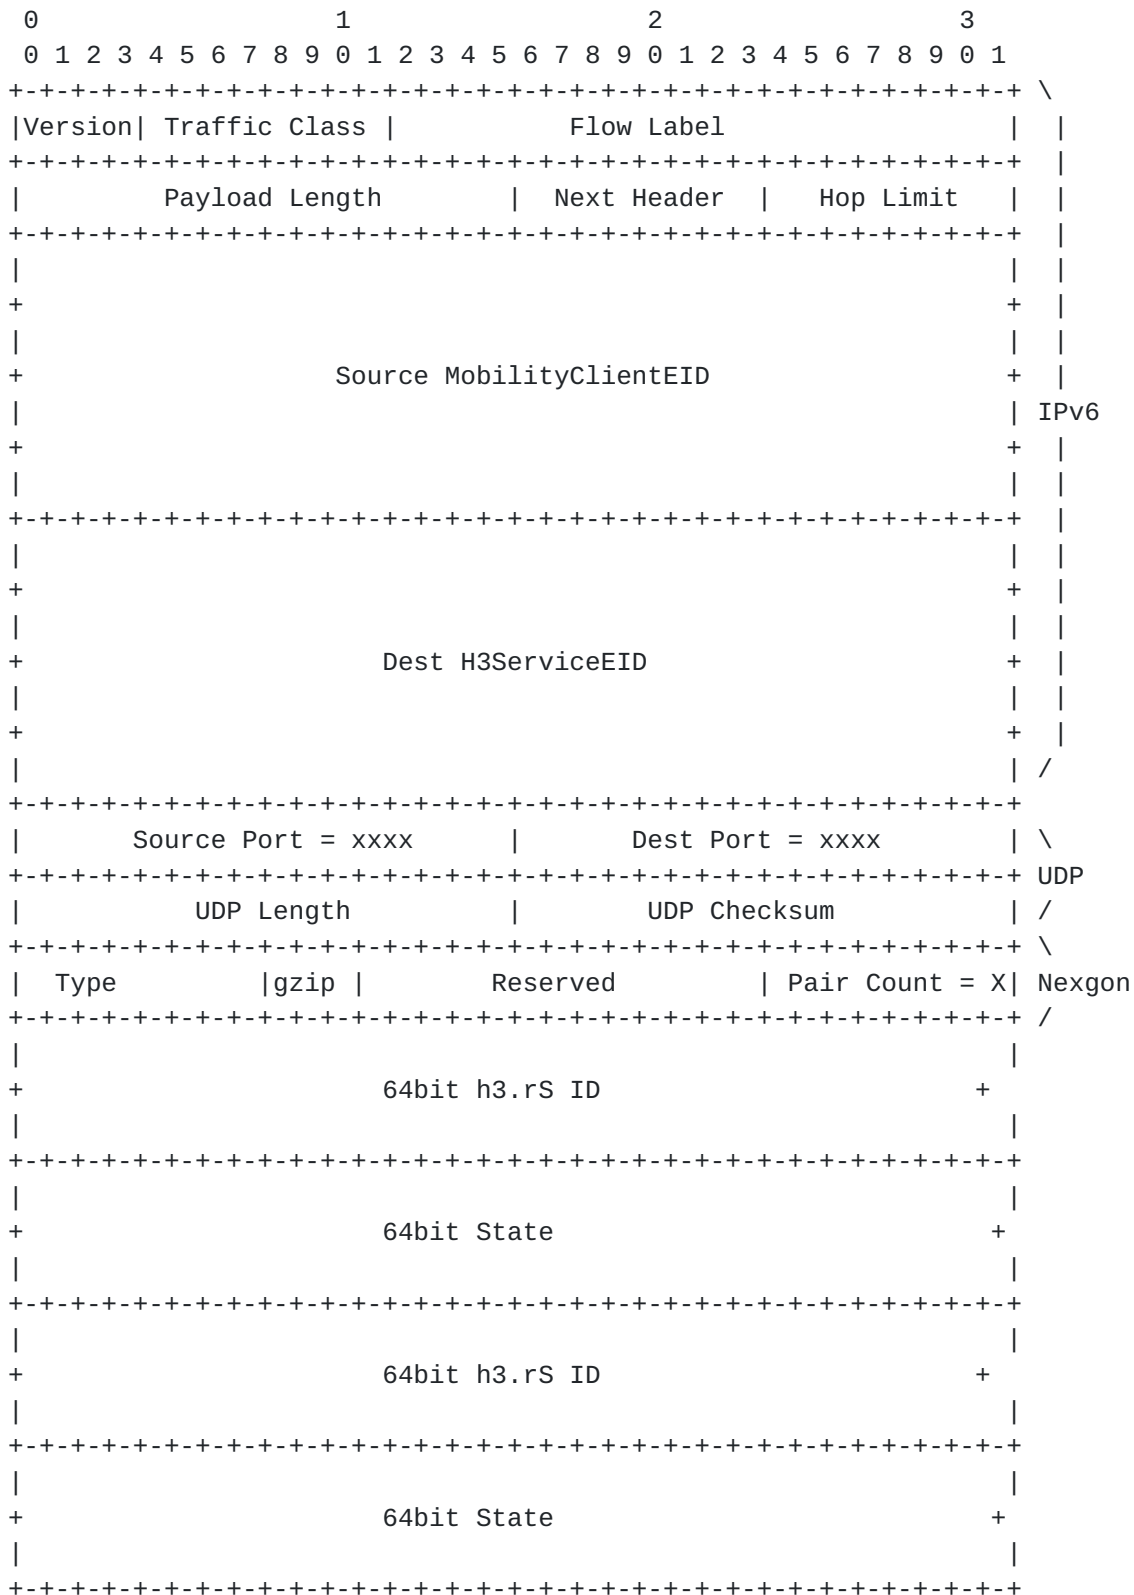 0                   1                   2                   3
 0 1 2 3 4 5 6 7 8 9 0 1 2 3 4 5 6 7 8 9 0 1 2 3 4 5 6 7 8 9 0 1
+-+-+-+-+-+-+-+-+-+-+-+-+-+-+-+-+-+-+-+-+-+-+-+-+-+-+-+-+-+-+-+-+ \
|Version| Traffic Class |           Flow Label                  |  |
+-+-+-+-+-+-+-+-+-+-+-+-+-+-+-+-+-+-+-+-+-+-+-+-+-+-+-+-+-+-+-+-+  |
|         Payload Length        |  Next Header  |   Hop Limit   |  |
+-+-+-+-+-+-+-+-+-+-+-+-+-+-+-+-+-+-+-+-+-+-+-+-+-+-+-+-+-+-+-+-+  |
|                                                               |  |
+                                                               +  |
|                                                               |  |
+                    Source MobilityClientEID                   +  |
|                                                               | IPv6
+                                                               +  |
|                                                               |  |
+-+-+-+-+-+-+-+-+-+-+-+-+-+-+-+-+-+-+-+-+-+-+-+-+-+-+-+-+-+-+-+-+  |
|                                                               |  |
+                                                               +  |
|                                                               |  |
+                       Dest H3ServiceEID                       +  |
|                                                               |  |
+                                                               +  |
|                                                               | /
+-+-+-+-+-+-+-+-+-+-+-+-+-+-+-+-+-+-+-+-+-+-+-+-+-+-+-+-+-+-+-+-+
|       Source Port = xxxx      |       Dest Port = xxxx        | \
+-+-+-+-+-+-+-+-+-+-+-+-+-+-+-+-+-+-+-+-+-+-+-+-+-+-+-+-+-+-+-+-+ UDP
|           UDP Length          |        UDP Checksum           | /
+-+-+-+-+-+-+-+-+-+-+-+-+-+-+-+-+-+-+-+-+-+-+-+-+-+-+-+-+-+-+-+-+ \
|  Type         |gzip |        Reserved         | Pair Count = X| Nexgon
+-+-+-+-+-+-+-+-+-+-+-+-+-+-+-+-+-+-+-+-+-+-+-+-+-+-+-+-+-+-+-+-+ /
|                                                               |
+                       64bit h3.rS ID                        +
|                                                               |
+-+-+-+-+-+-+-+-+-+-+-+-+-+-+-+-+-+-+-+-+-+-+-+-+-+-+-+-+-+-+-+-+
|                                                               |
+                       64bit State                            +
|                                                               |
+-+-+-+-+-+-+-+-+-+-+-+-+-+-+-+-+-+-+-+-+-+-+-+-+-+-+-+-+-+-+-+-+
|                                                               |
+                       64bit h3.rS ID                        +
|                                                               |
+-+-+-+-+-+-+-+-+-+-+-+-+-+-+-+-+-+-+-+-+-+-+-+-+-+-+-+-+-+-+-+-+
|                                                               |
+                       64bit State                            +
|                                                               |
+-+-+-+-+-+-+-+-+-+-+-+-+-+-+-+-+-+-+-+-+-+-+-+-+-+-+-+-+-+-+-+-+